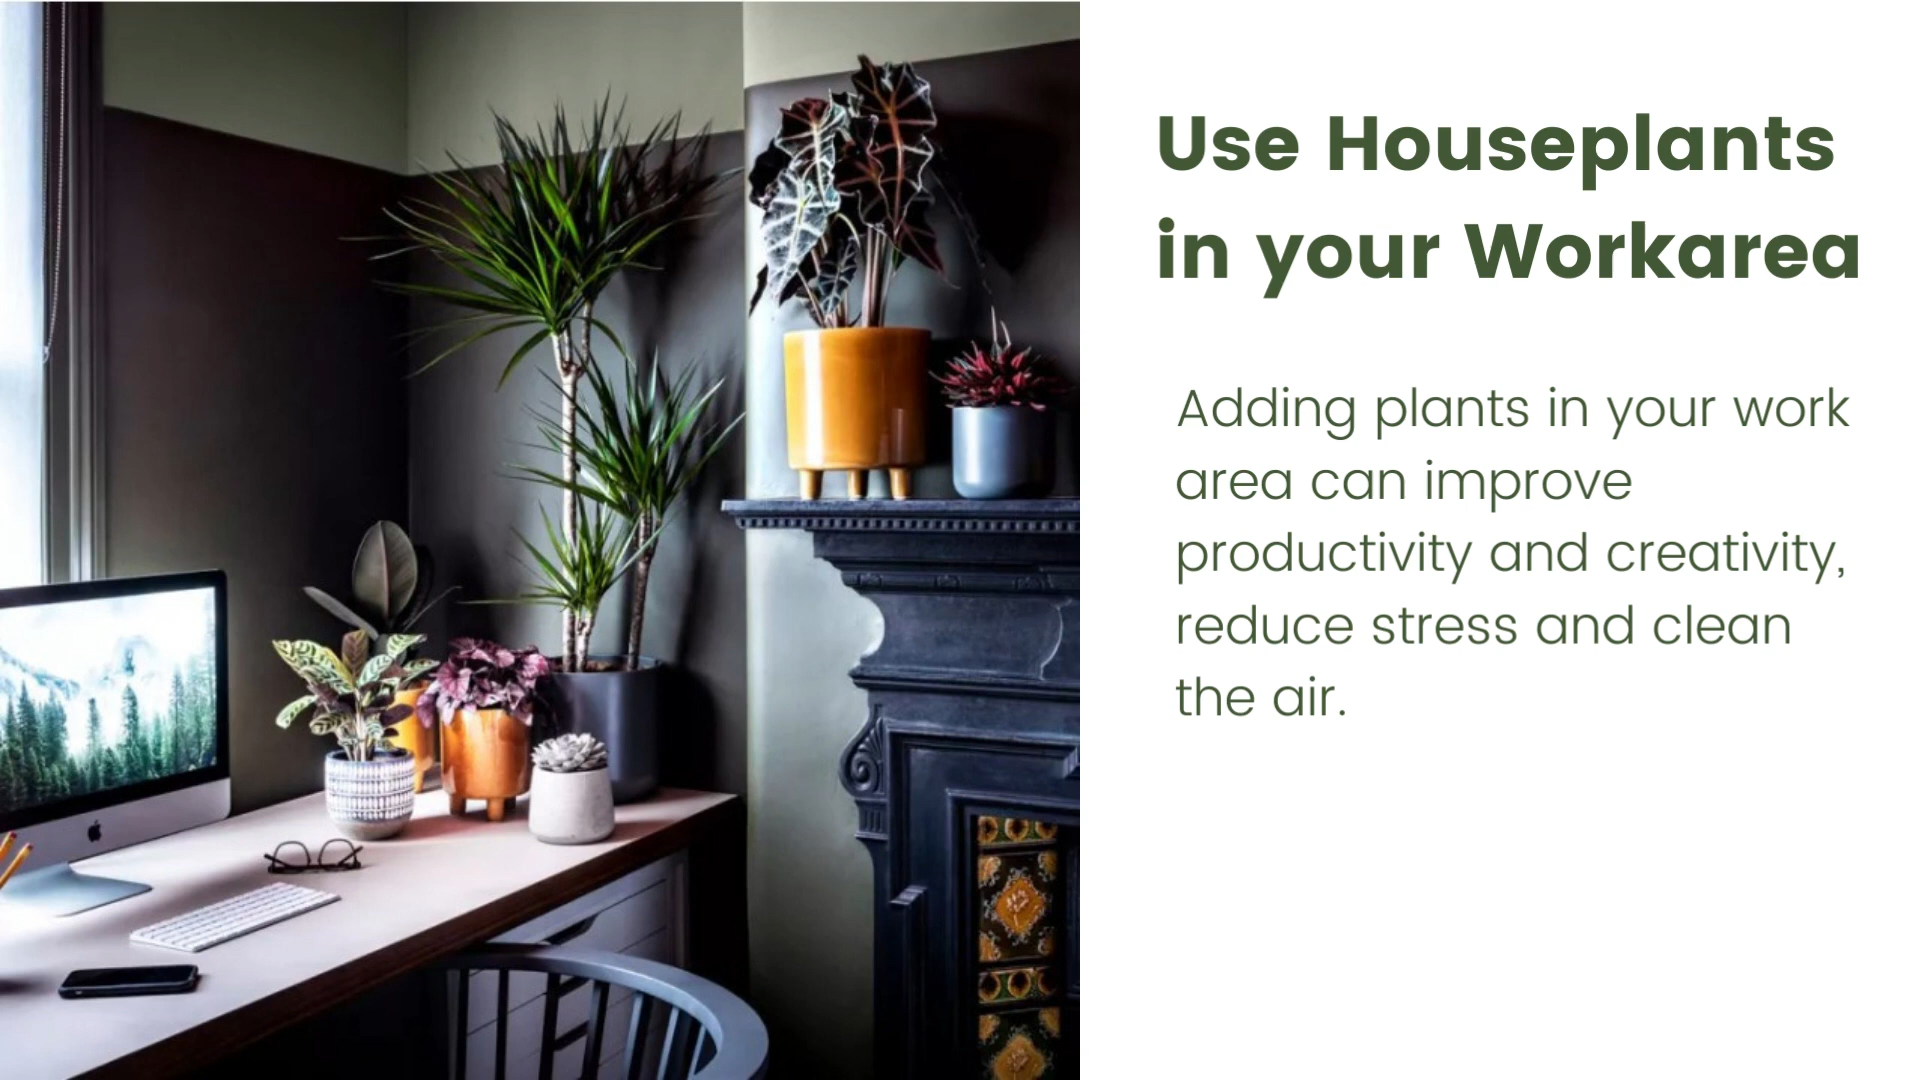 Use Houseplants
in your Workarea
Adding plants in your work
area can improve
productivity and creativity,
reduce stress and clean
the air.